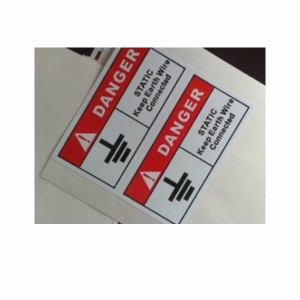 DANGER
STATIC
Keep Earth Wire
Connected
DANGER
STATIC
Keep Earth Wire
Connected